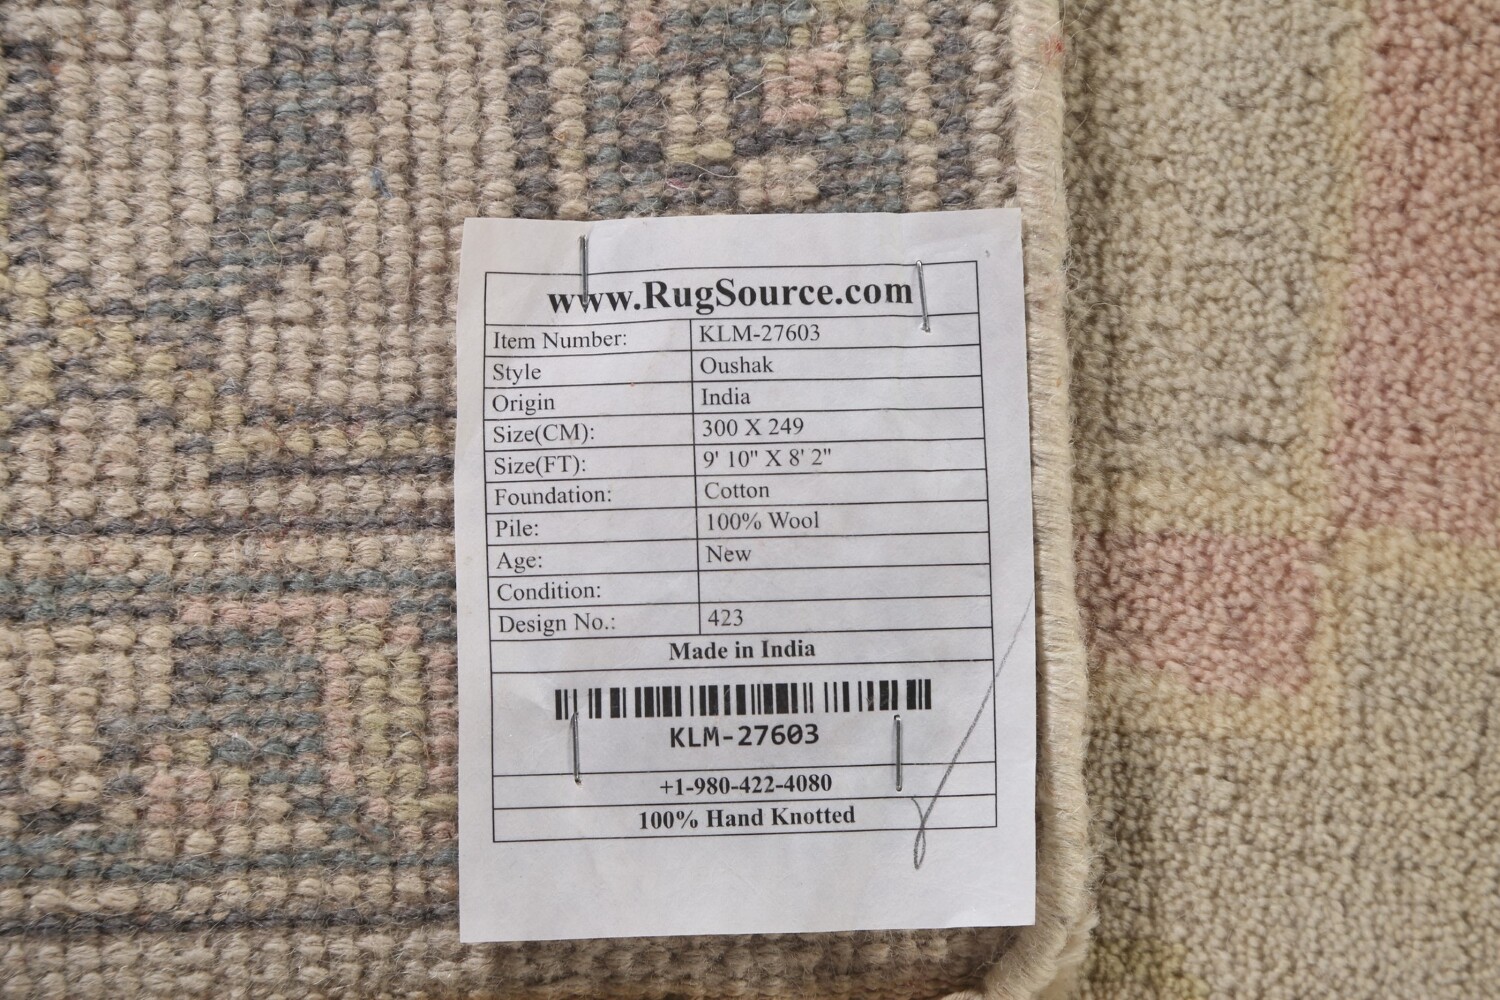 www.RugSource.com
Item Number: KLM-27603
Style Oushak
Origin India
Size(CM): 300 X 249
Size(FT): 9' 10" X 8' 2"
Foundation: Cotton
Pile: 100% Wool
Age: New
Condition:
Design No.: 423
Made in India
KLM-27603
+1-980-422-4080
100% Hand Knotted